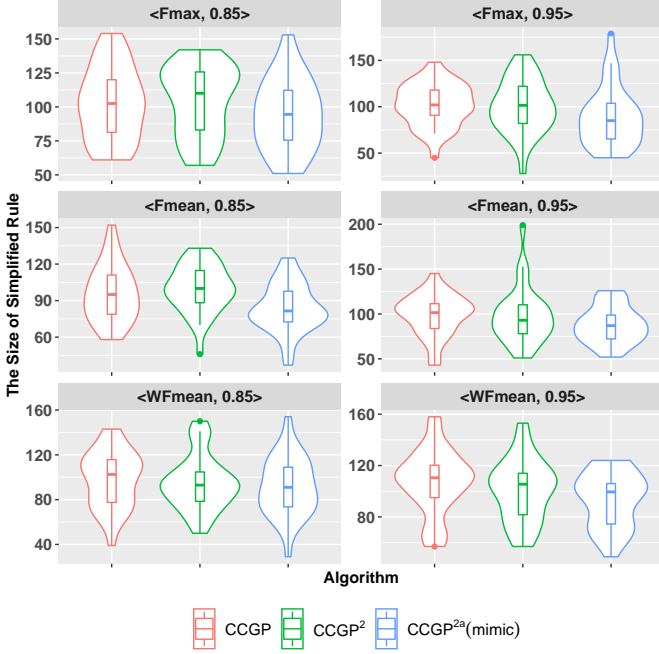 <Fmax, 0.85>
<Fmax, 0.95>
150
125
100
75
50
150
100
50
<Fmean, 0.85>
<Fmean, 0.95>
150
120
90
60
200
150
100
50
<WFmean, 0.85>
<WFmean, 0.95>
160
120
80
40
160
120
80
The Size of Simplified Rule
Algorithm
CCGP CCGP² CCGP²ᵃ(mimic)